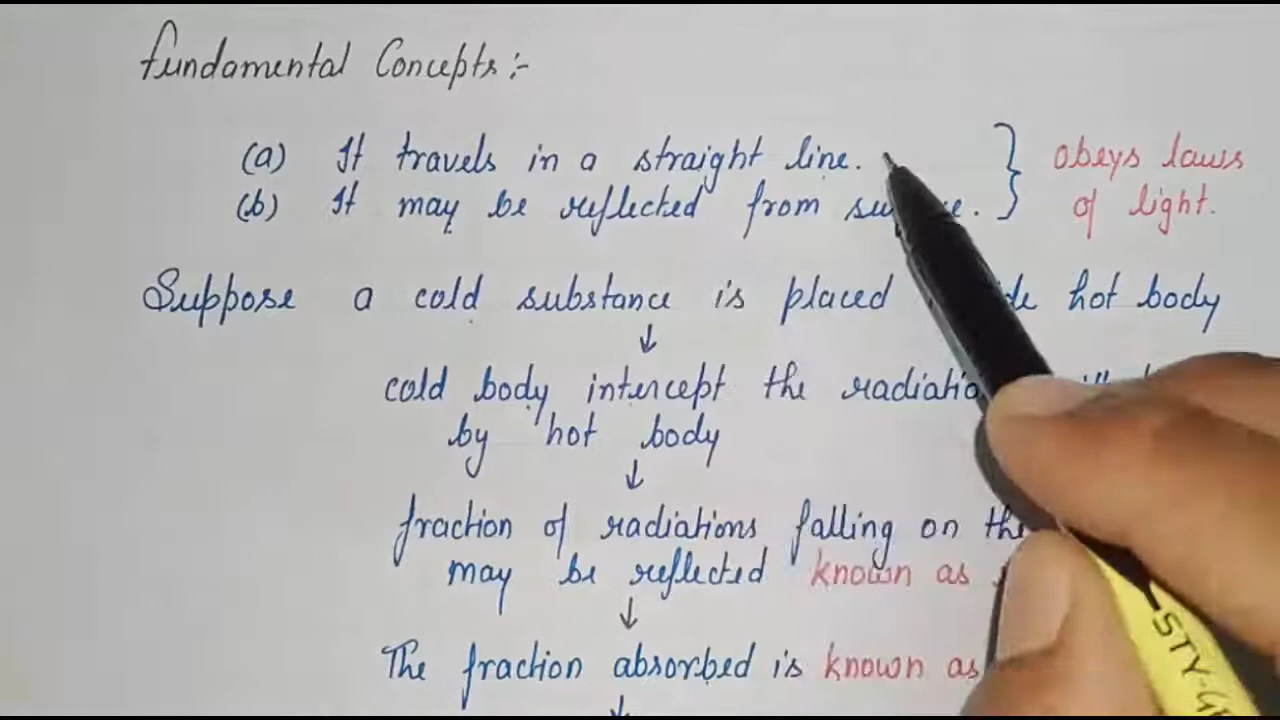 Fundamental Concepts :-
(a) It travels in a straight line.
(b) It may be reflected from
obeys laws
of light.
Suppose a cold substance is placed hot body
↓
cold body intercept the
by hot body
↓
fraction of radiations falling on
may be reflected known as
↓
The fraction absorbed is known as
↓